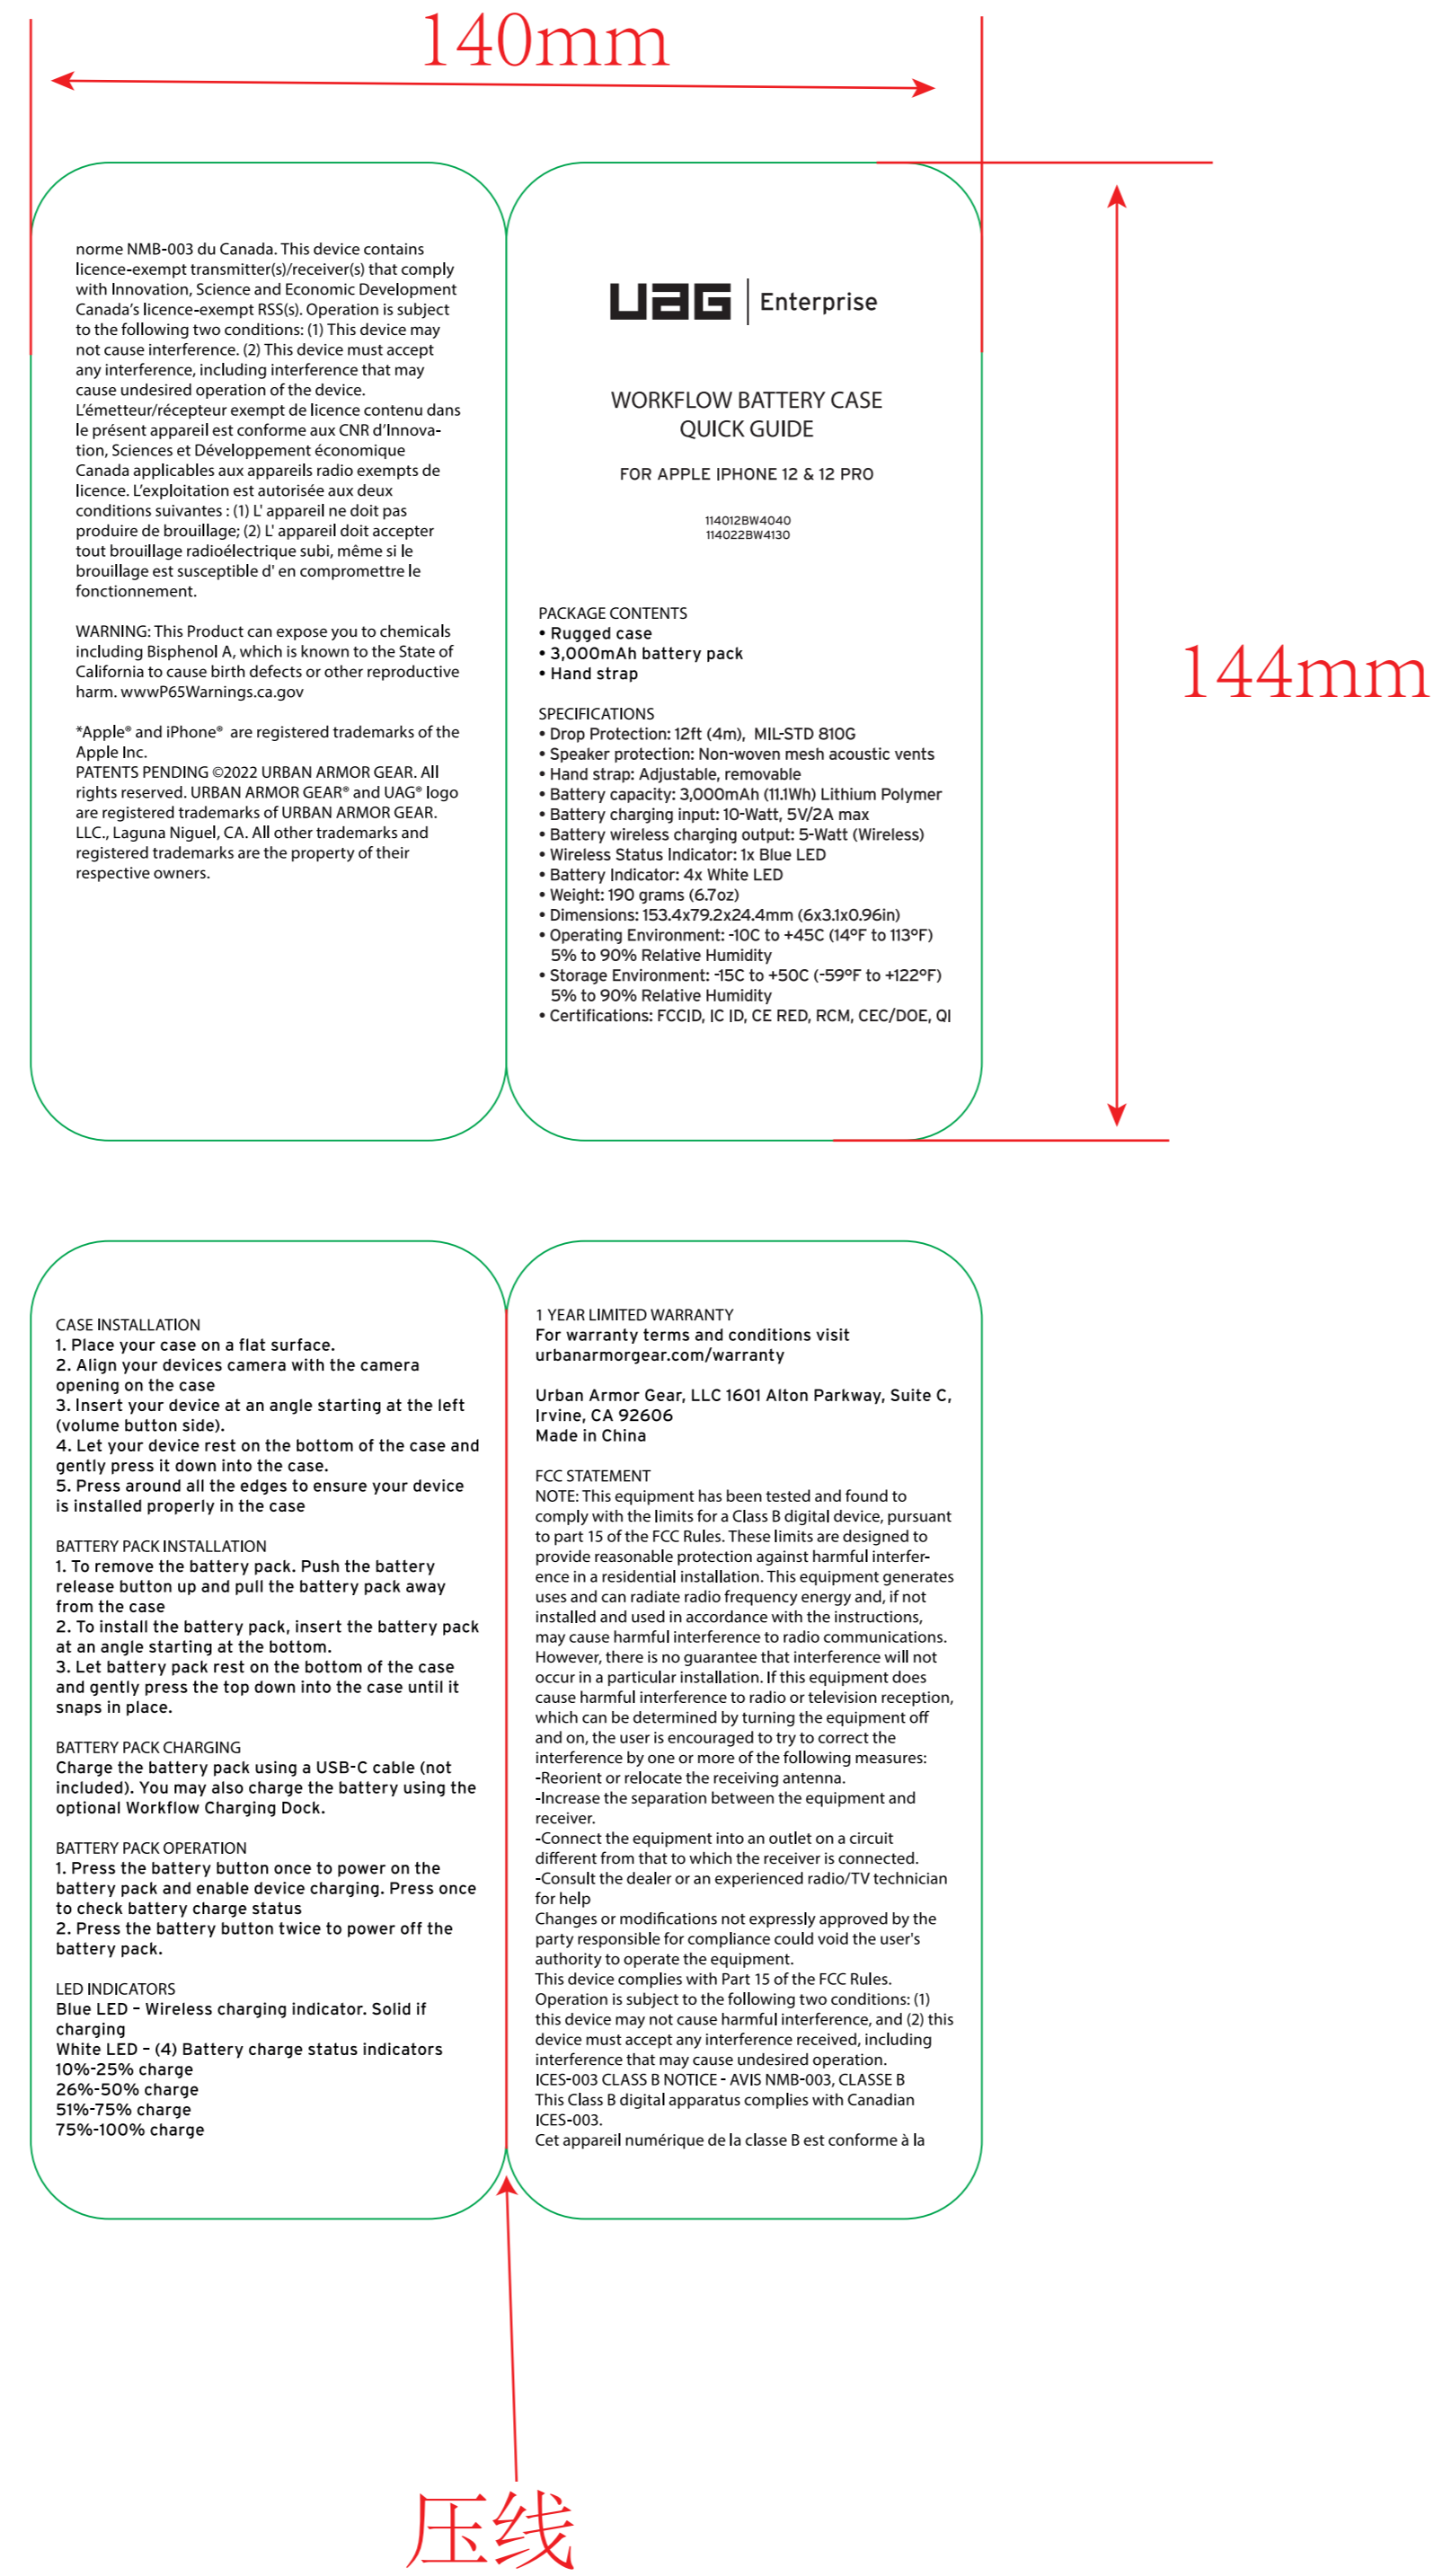 140mm
norme NMB-003 du Canada. This device contains
licence-exempt transmitter(s)/receiver(s) that comply
with Innovation, Science and Economic Development
Canada's licence-exempt RSS(s). Operation is subject
to the following two conditions: (1) This device may
not cause interference. (2) This device must accept
any interference, including interference that may
cause undesired operation of the device.
L'émetteur/récepteur exempt de licence contenu dans
le présent appareil est conforme aux CNR d'Innova-
tion, Sciences et Développement économique
Canada applicables aux appareils radio exempts de
licence. L'exploitation est autorisée aux deux
conditions suivantes : (1) L' appareil ne doit pas
produire de brouillage; (2) L' appareil doit accepter
tout brouillage radioélectrique subi, même si le
brouillage est susceptible d' en compromettre le
fonctionnement.
WARNING: This Product can expose you to chemicals
including Bisphenol A, which is known to the State of
California to cause birth defects or other reproductive
harm. wwwP65Warnings.ca.gov
*Apple® and iPhone® are registered trademarks of the
Apple Inc.
PATENTS PENDING ©2022 URBAN ARMOR GEAR. All
rights reserved. URBAN ARMOR GEAR® and UAG® logo
are registered trademarks of URBAN ARMOR GEAR.
LLC., Laguna Niguel, CA. All other trademarks and
registered trademarks are the property of their
respective owners.
UAG | Enterprise
WORKFLOW BATTERY CASE
QUICK GUIDE
FOR APPLE IPHONE 12 & 12 PRO
114012BW4040
114022BW4130
PACKAGE CONTENTS
• Rugged case
• 3,000mAh battery pack
• Hand strap
SPECIFICATIONS
• Drop Protection: 12ft (4m), MIL-STD 810G
• Speaker protection: Non-woven mesh acoustic vents
• Hand strap: Adjustable, removable
• Battery capacity: 3,000mAh (11.1Wh) Lithium Polymer
• Battery charging input: 10-Watt, 5V/2A max
• Battery wireless charging output: 5-Watt (Wireless)
• Wireless Status Indicator: 1x Blue LED
• Battery Indicator: 4x White LED
• Weight: 190 grams (6.7oz)
• Dimensions: 153.4x79.2x24.4mm (6x3.1x0.96in)
• Operating Environment: -10C to +45C (14°F to 113°F)
5% to 90% Relative Humidity
• Storage Environment: -15C to +50C (-59°F to +122°F)
5% to 90% Relative Humidity
• Certifications: FCCID, IC ID, CE RED, RCM, CEC/DOE, QI
144mm
CASE INSTALLATION
1. Place your case on a flat surface.
2. Align your devices camera with the camera
opening on the case
3. Insert your device at an angle starting at the left
(volume button side).
4. Let your device rest on the bottom of the case and
gently press it down into the case.
5. Press around all the edges to ensure your device
is installed properly in the case
BATTERY PACK INSTALLATION
1. To remove the battery pack. Push the battery
release button up and pull the battery pack away
from the case
2. To install the battery pack, insert the battery pack
at an angle starting at the bottom.
3. Let battery pack rest on the bottom of the case
and gently press the top down into the case until it
snaps in place.
BATTERY PACK CHARGING
Charge the battery pack using a USB-C cable (not
included). You may also charge the battery using the
optional Workflow Charging Dock.
BATTERY PACK OPERATION
1. Press the battery button once to power on the
battery pack and enable device charging. Press once
to check battery charge status
2. Press the battery button twice to power off the
battery pack.
LED INDICATORS
Blue LED – Wireless charging indicator. Solid if
charging
White LED – (4) Battery charge status indicators
10%-25% charge
26%-50% charge
51%-75% charge
75%-100% charge
1 YEAR LIMITED WARRANTY
For warranty terms and conditions visit
urbanarmorgear.com/warranty
Urban Armor Gear, LLC 1601 Alton Parkway, Suite C,
Irvine, CA 92606
Made in China
FCC STATEMENT
NOTE: This equipment has been tested and found to
comply with the limits for a Class B digital device, pursuant
to part 15 of the FCC Rules. These limits are designed to
provide reasonable protection against harmful interfer-
ence in a residential installation. This equipment generates
uses and can radiate radio frequency energy and, if not
installed and used in accordance with the instructions,
may cause harmful interference to radio communications.
However, there is no guarantee that interference will not
occur in a particular installation. If this equipment does
cause harmful interference to radio or television reception,
which can be determined by turning the equipment off
and on, the user is encouraged to try to correct the
interference by one or more of the following measures:
-Reorient or relocate the receiving antenna.
-Increase the separation between the equipment and
receiver.
-Connect the equipment into an outlet on a circuit
different from that to which the receiver is connected.
-Consult the dealer or an experienced radio/TV technician
for help
Changes or modifications not expressly approved by the
party responsible for compliance could void the user's
authority to operate the equipment.
This device complies with Part 15 of the FCC Rules.
Operation is subject to the following two conditions: (1)
this device may not cause harmful interference, and (2) this
device must accept any interference received, including
interference that may cause undesired operation.
ICES-003 CLASS B NOTICE - AVIS NMB-003, CLASSE B
This Class B digital apparatus complies with Canadian
ICES-003.
Cet appareil numérique de la classe B est conforme à la
压线